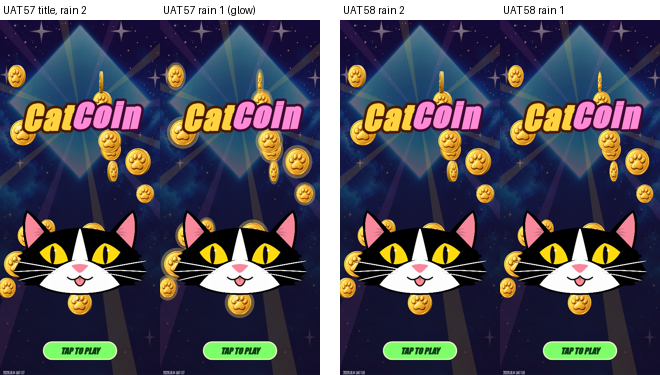 UAT57 title, rain 2
UAT57 rain 1 (glow)
UAT58 rain 2
UAT58 rain 1
CatCoin
CatCoin
CatCoin
CatCoin
TAP TO PLAY
TAP TO PLAY
TAP TO PLAY
TAP TO PLAY